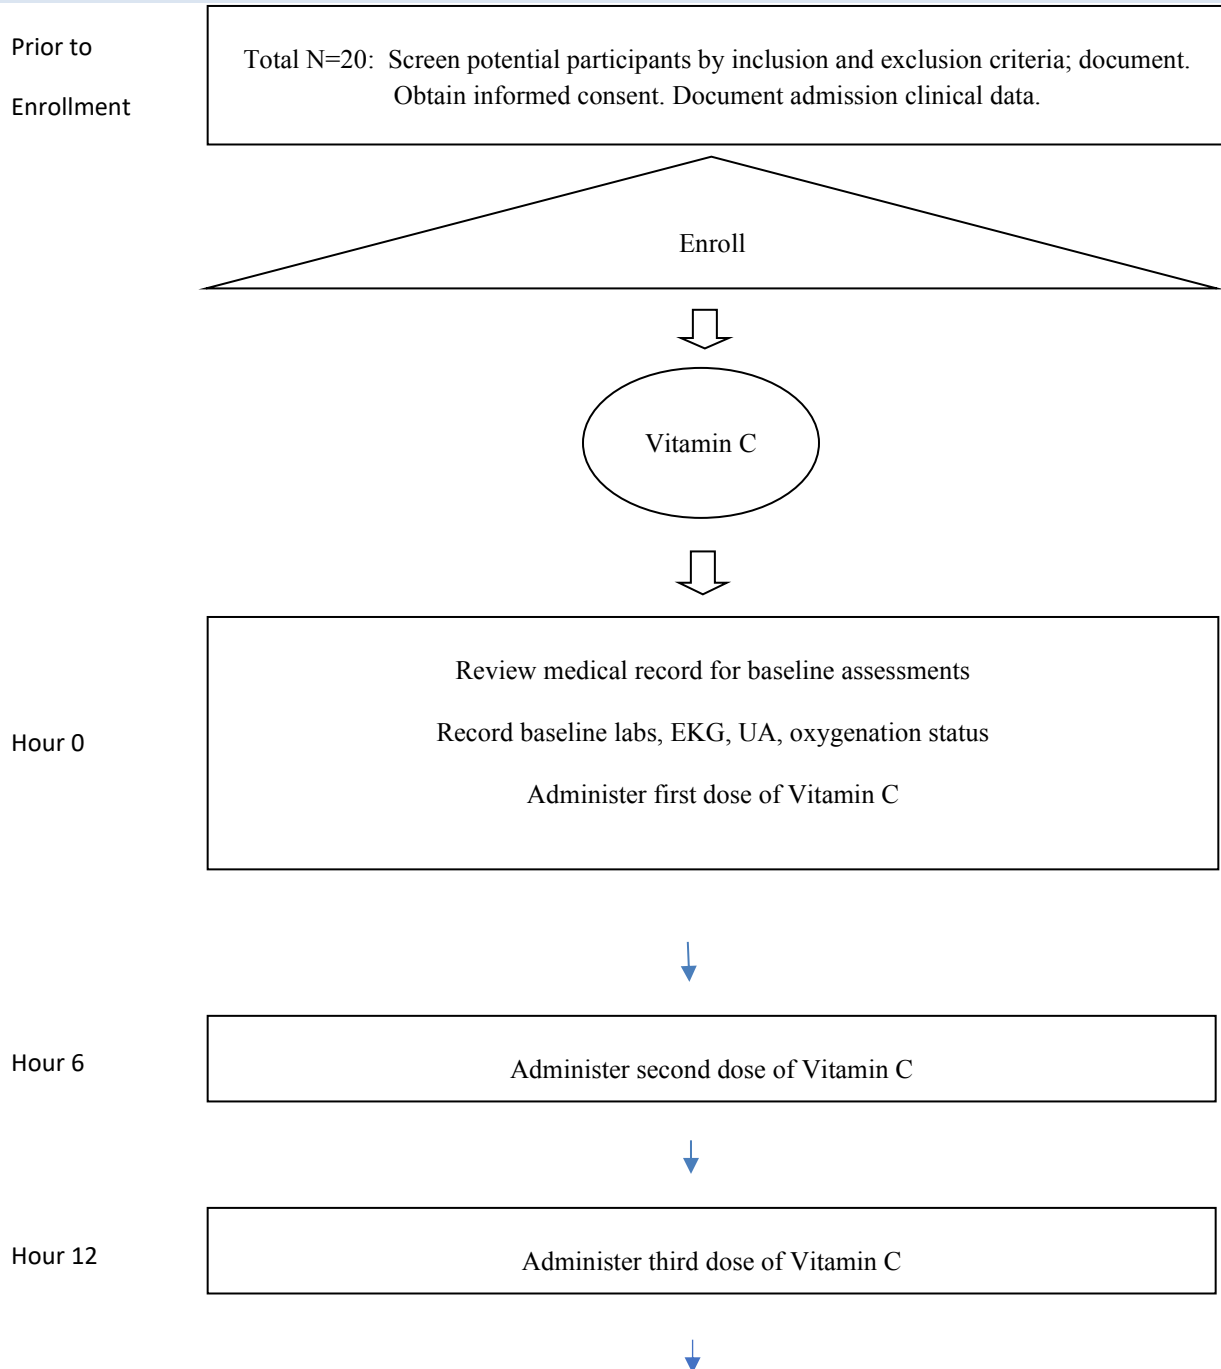 Prior to
Enrollment
Total N=20:  Screen potential participants by inclusion and exclusion criteria; document.
Obtain informed consent. Document admission clinical data.
Enroll
Vitamin C
Hour 0
Review medical record for baseline assessments
Record baseline labs, EKG, UA, oxygenation status
Administer first dose of Vitamin C
Hour 6
Administer second dose of Vitamin C
Hour 12
Administer third dose of Vitamin C